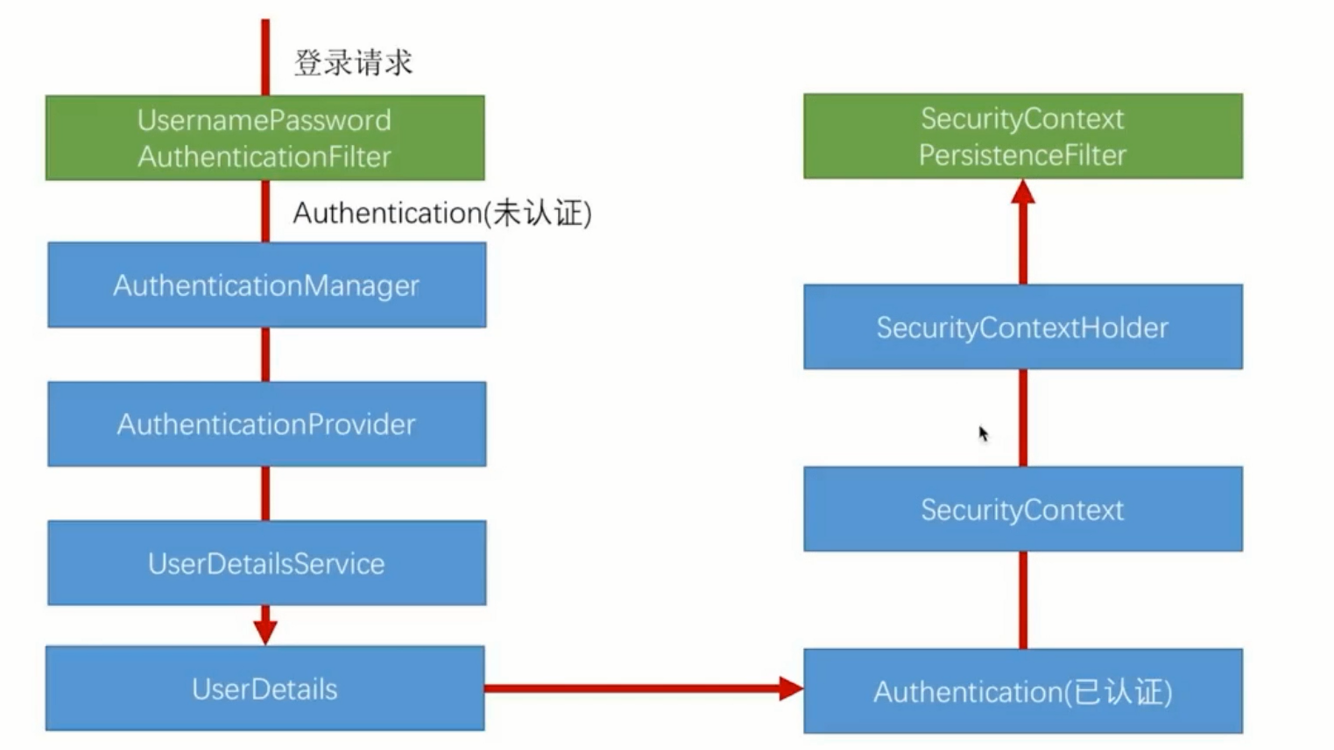 登录请求
UsernamePassword
AuthenticationFilter
Authentication(未认证)
AuthenticationManager
AuthenticationProvider
UserDetailsService
UserDetails
SecurityContext
PersistenceFilter
SecurityContextHolder
SecurityContext
Authentication(已认证)